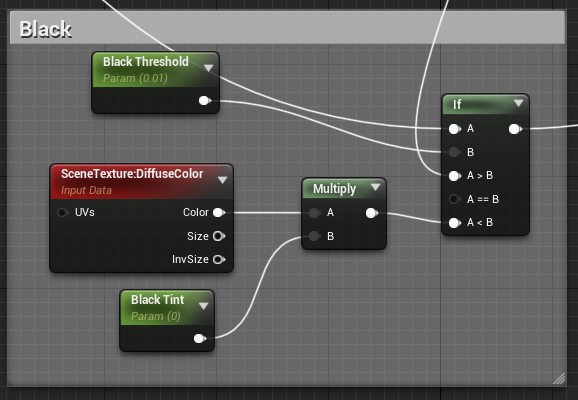 Black
Black Threshold
Param (0.01)
If
A
B
A > B
A == B
A < B
SceneTexture:DiffuseColor
Input Data
UVs
Color
Size
InvSize
Multiply
A
B
Black Tint
Param (0)